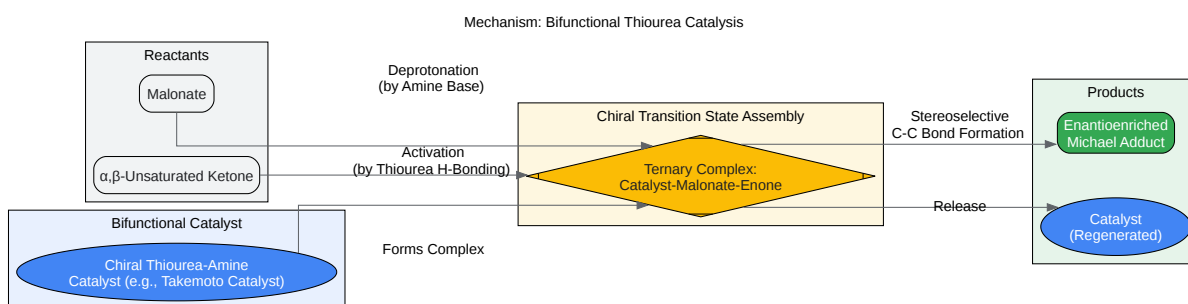 Mechanism: Bifunctional Thiourea Catalysis
Reactants
Malonate
α,β-Unsaturated Ketone
Bifunctional Catalyst
Chiral Thiourea-Amine
Catalyst (e.g., Takemoto Catalyst)
Deprotonation
(by Amine Base)
Activation
(by Thiourea H-Bonding)
Forms Complex
Chiral Transition State Assembly
Ternary Complex:
Catalyst-Malonate-Enone
Stereoselective
C-C Bond Formation
Release
Products
Enantioenriched
Michael Adduct
Catalyst
(Regenerated)